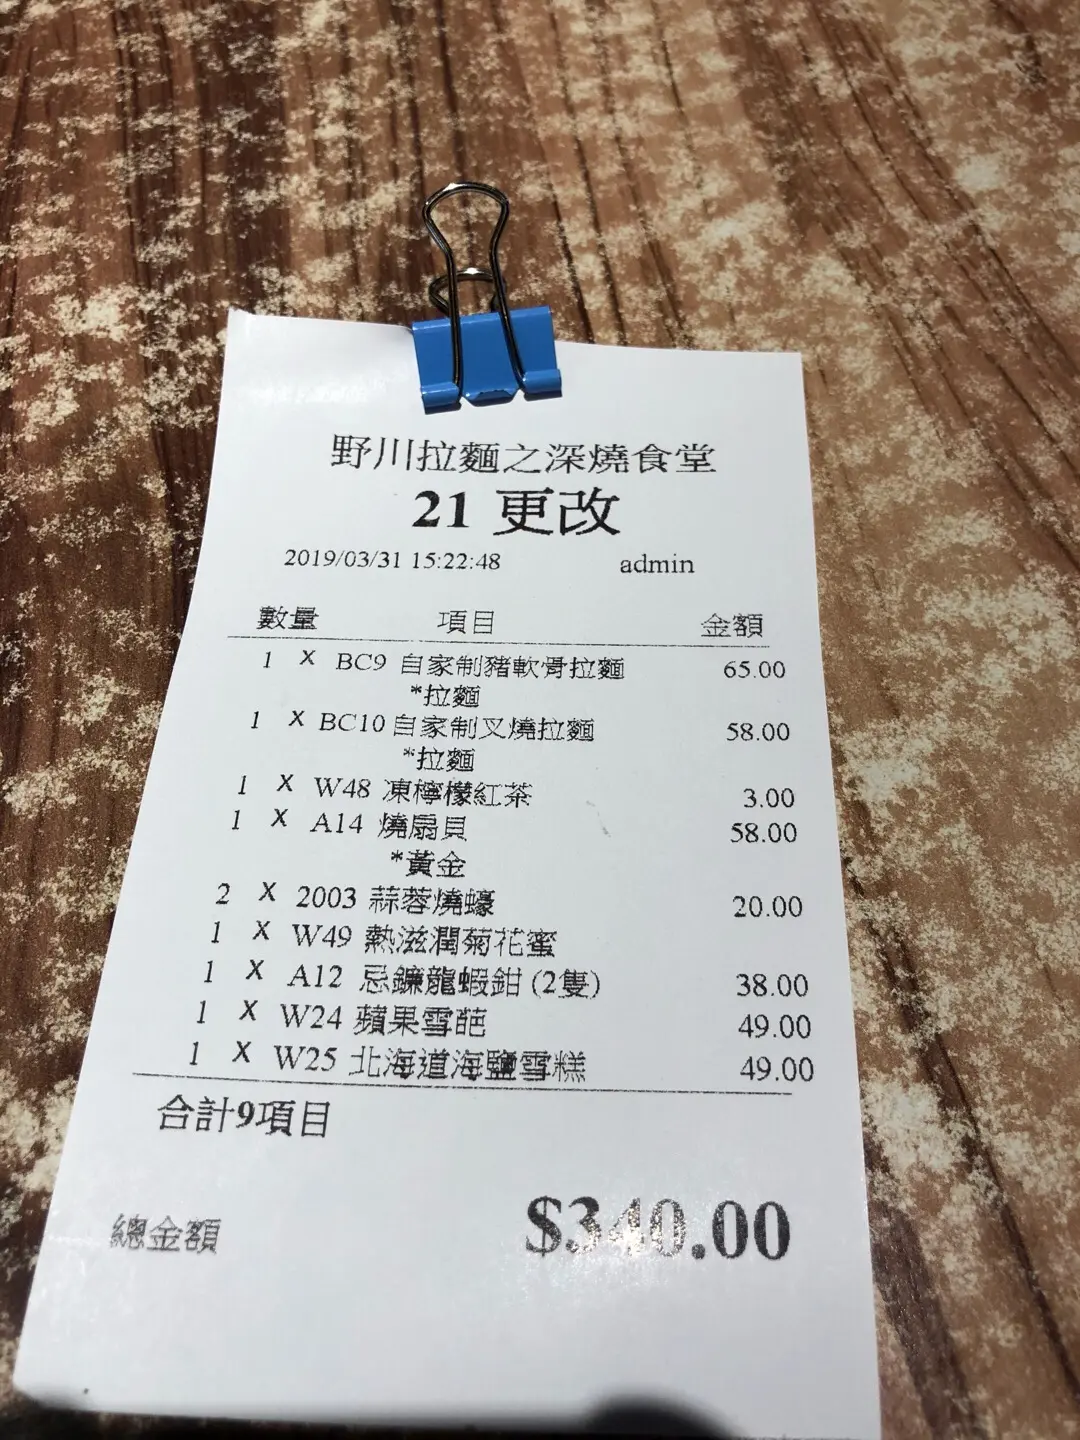 野川拉麵之深燒食堂
21 更改
2019/03/31 15:22:48 admin
數量 項目 金額
1 X BC9 自家制豬軟骨拉麵 65.00
*拉麵
1 X BC10 自家制叉燒拉麵 58.00
*拉麵
1 X W48 凍檸檬紅茶 3.00
1 X A14 燒扇貝 58.00
*黃金
2 X 2003 蒜蓉燒蠔 20.00
1 X W49 熱滋潤菊花蜜
1 X A12 忌鐮龍蝦鉗 (2隻) 38.00
1 X W24 蘋果雪葩 49.00
1 X W25 北海道海鹽雪糕 49.00
合計9項目
總金額 $340.00